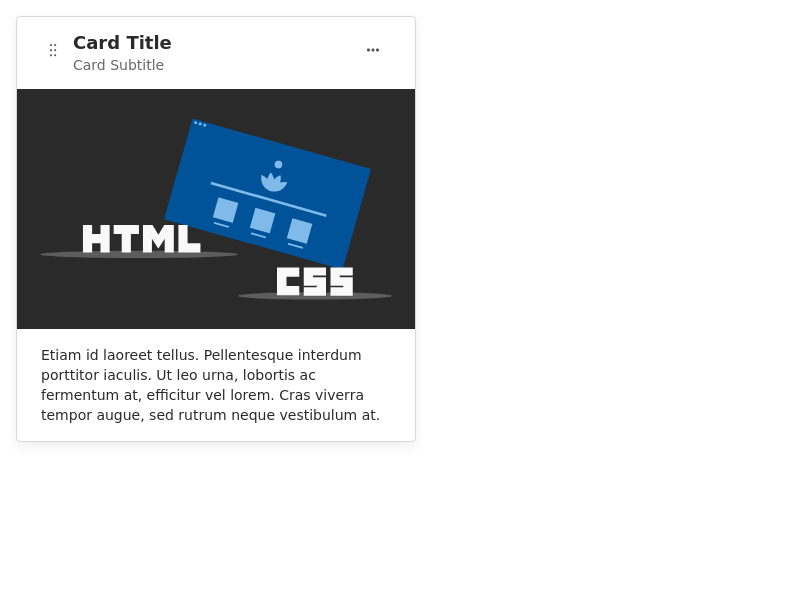 Card Title
Card Subtitle
HTML
CSS
Etiam id laoreet tellus. Pellentesque interdum
porttitor iaculis. Ut leo urna, lobortis ac
fermentum at, efficitur vel lorem. Cras viverra
tempor augue, sed rutrum neque vestibulum at.